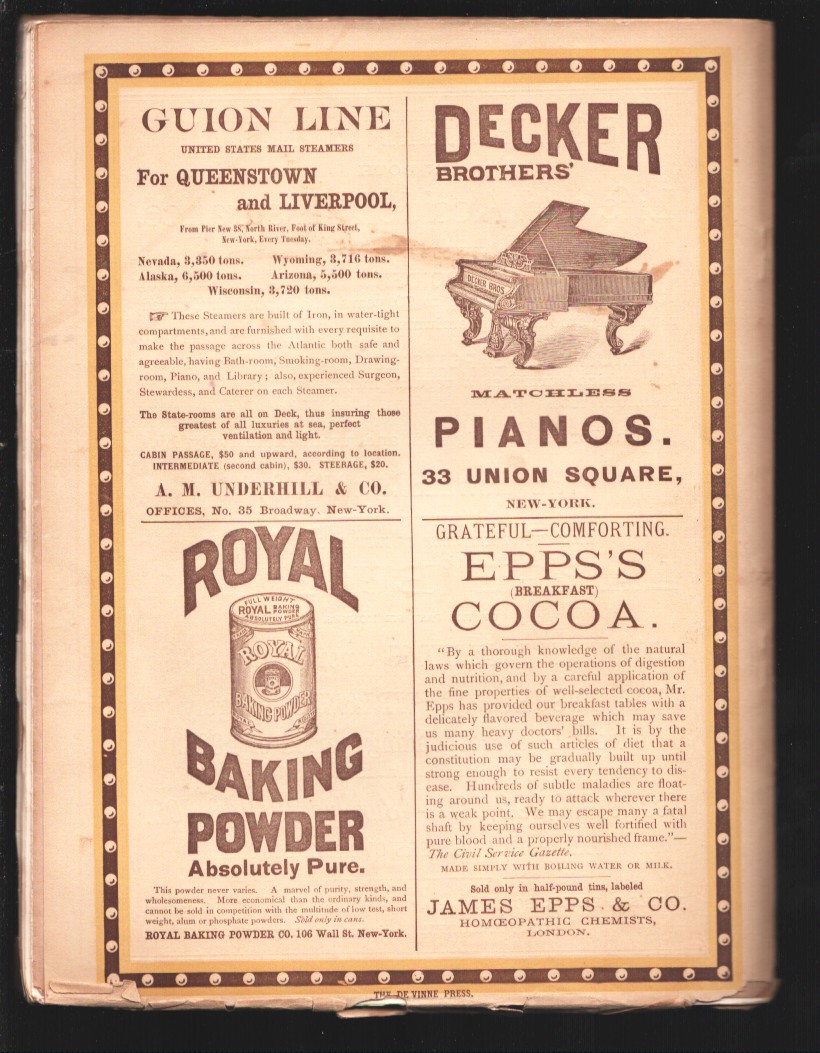 GUION LINE
UNITED STATES MAIL STEAMERS
For QUEENSTOWN
and LIVERPOOL,
From Pier New 38, North River, Foot of King Street,
New-York, Every Tuesday.
Nevada, 3,350 tons. Wyoming, 3,716 tons.
Alaska, 6,500 tons. Arizona, 5,500 tons.
Wisconsin, 3,720 tons.
☞ These Steamers are built of Iron, in water-tight
compartments, and are furnished with every requisite to
make the passage across the Atlantic both safe and
agreeable, having Bath-room, Smoking-room, Drawing-
room, Piano, and Library; also, experienced Surgeon,
Stewardess, and Caterer on each Steamer.
The State-rooms are all on Deck, thus insuring those
greatest of all luxuries at sea, perfect
ventilation and light.
CABIN PASSAGE, $50 and upward, according to location.
INTERMEDIATE (second cabin), $30. STEERAGE, $20.
A. M. UNDERHILL & CO.
OFFICES, No. 35 Broadway. New-York.
ROYAL
FULL WEIGHT
ROYAL BAKING POWDER
ABSOLUTELY PURE
ROYAL
BAKING POWDER
BAKING
POWDER
Absolutely Pure.
This powder never varies. A marvel of purity, strength, and
wholesomeness. More economical than the ordinary kinds, and
cannot be sold in competition with the multitude of low test, short
weight, alum or phosphate powders. Sold only in cans.
ROYAL BAKING POWDER CO. 106 Wall St. New-York.
DECKER
BROTHERS'
DECKER BROS
MATCHLESS
PIANOS.
33 UNION SQUARE,
NEW-YORK.
GRATEFUL—COMFORTING.
EPPS'S
(BREAKFAST)
COCOA.
"By a thorough knowledge of the natural
laws which govern the operations of digestion
and nutrition, and by a careful application of
the fine properties of well-selected cocoa, Mr.
Epps has provided our breakfast tables with a
delicately flavored beverage which may save
us many heavy doctors' bills. It is by the
judicious use of such articles of diet that a
constitution may be gradually built up until
strong enough to resist every tendency to dis-
ease. Hundreds of subtle maladies are float-
ing around us, ready to attack wherever there
is a weak point. We may escape many a fatal
shaft by keeping ourselves well fortified with
pure blood and a properly nourished frame."—
The Civil Service Gazette.
MADE SIMPLY WITH BOILING WATER OR MILK.
Sold only in half-pound tins, labeled
JAMES EPPS & CO.
HOMŒOPATHIC CHEMISTS,
LONDON.
THE DE VINNE PRESS.